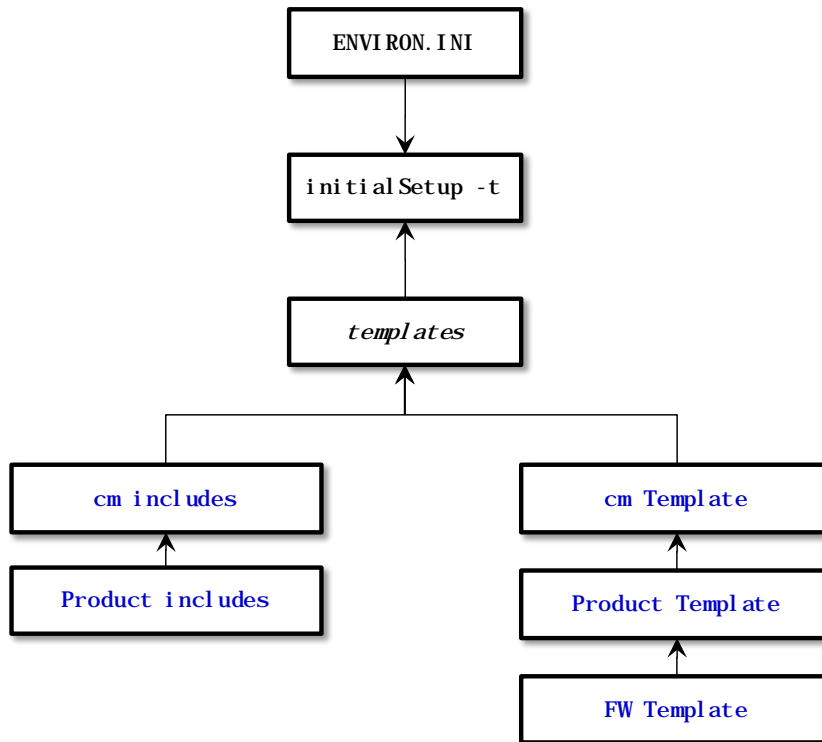 ENVIRON.INI
initialSetup -t
templates
cm includes
cm Template
Product includes
Product Template
FW Template